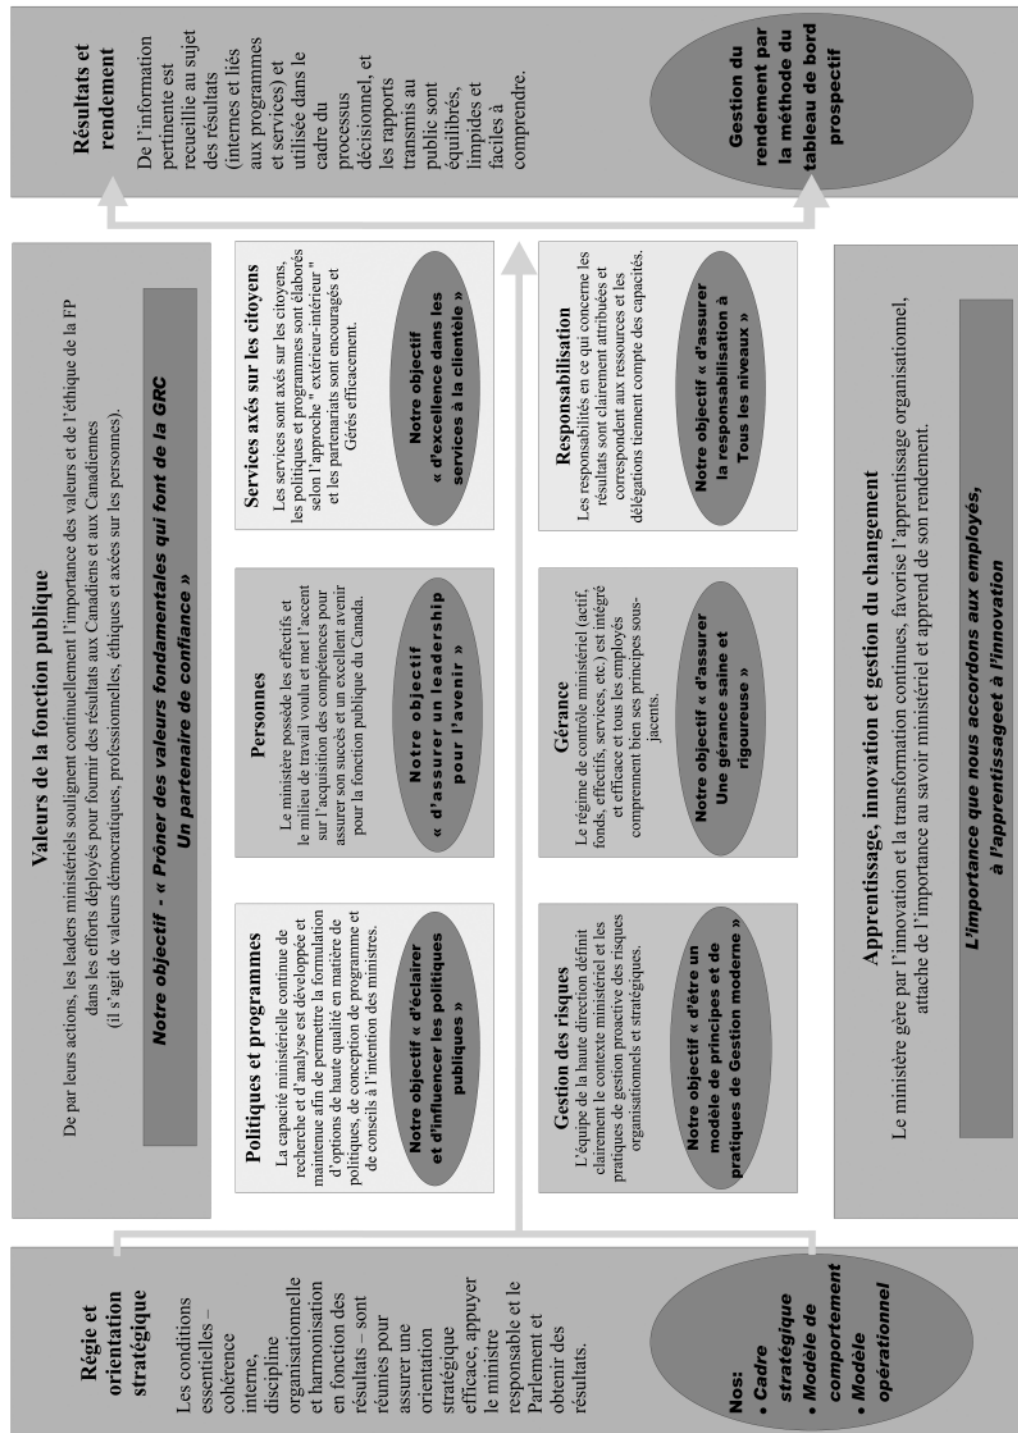 Régie et
orientation
stratégique
Les conditions
essentielles –
cohérence
interne,
discipline
organisationnelle
et harmonisation
en fonction des
résultats – sont
réunies pour
assurer une
orientation
stratégique
efficace, appuyer
le ministre
responsable et le
Parlement et
obtenir des
résultats.
Nos:
• Cadre
stratégique
• Modèle de
comportement
• Modèle
opérationnel
Valeurs de la fonction publique
De par leurs actions, les leaders ministériels soulignent continuellement l'importance des valeurs et de l'éthique de la FP
dans les efforts déployés pour fournir des résultats aux Canadiens et aux Canadiennes
(il s'agit de valeurs démocratiques, professionnelles, éthiques et axées sur les personnes).
Notre objectif - « Prôner des valeurs fondamentales qui font de la GRC
Un partenaire de confiance »
Politiques et programmes
La capacité ministérielle continue de
recherche et d'analyse est développée et
maintenue afin de permettre la formulation
d'options de haute qualité en matière de
politiques, de conception de programme et
de conseils à l'intention des ministres.
Notre objectif « d'éclairer
et d'influencer les politiques
publiques »
Personnes
Le ministère possède les effectifs et
le milieu de travail voulu et met l'accent
sur l'acquisition des compétences pour
assurer son succès et un excellent avenir
pour la fonction publique du Canada.
Notre objectif
« d'assurer un leadership
pour l'avenir »
Services axés sur les citoyens
Les services sont axés sur les citoyens,
les politiques et programmes sont élaborés
selon l'approche " extérieur-intérieur "
et les partenariats sont encouragés et
Gérés efficacement.
Notre objectif
« d'excellence dans les
services à la clientèle »
Gestion des risques
L'équipe de la haute direction définit
clairement le contexte ministériel et les
pratiques de gestion proactive des risques
organisationnels et stratégiques.
Notre objectif « d'être un
modèle de principes et de
pratiques de Gestion moderne »
Gérance
Le régime de contrôle ministériel (actif,
fonds, effectifs, services, etc.) est intégré
et efficace et tous les employés
comprennent bien ses principes sous-
jacents.
Notre objectif « d'assurer
Une gérance saine et
rigoureuse »
Responsabilisation
Les responsabilités en ce qui concerne les
résultats sont clairement attribuées et
correspondent aux ressources et les
délégations tiennent compte des capacités.
Notre objectif « d'assurer
la responsabilisation à
Tous les niveaux »
Apprentissage, innovation et gestion du changement
Le ministère gère par l'innovation et la transformation continues, favorise l'apprentissage organisationnel,
attache de l'importance au savoir ministériel et apprend de son rendement.
L'importance que nous accordons aux employés,
à l'apprentissageet à l'innovation
Résultats et
rendement
De l'information
pertinente est
recueillie au sujet
des résultats
(internes et liés
aux programmes
et services) et
utilisée dans le
cadre du
processus
décisionnel, et
les rapports
transmis au
public sont
équilibrés,
limpides et
faciles à
comprendre.
Gestion du
rendement par
la méthode du
tableau de bord
prospectif